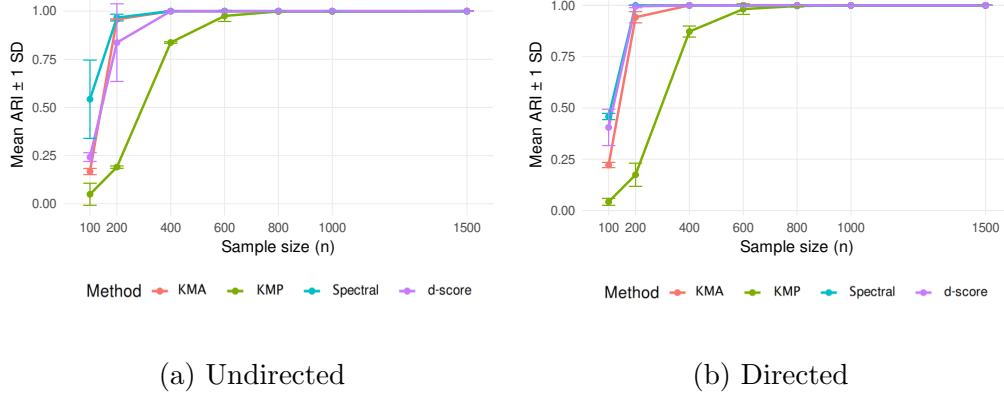 1.00
0.75
0.50
0.25
0.00
Mean ARI ± 1 SD
100 200 400 600 800 1000 1500
Sample size (n)
Method KMA KMP Spectral d-score
(a) Undirected
1.00
0.75
0.50
0.25
0.00
Mean ARI ± 1 SD
100 200 400 600 800 1000 1500
Sample size (n)
Method KMA KMP Spectral d-score
(b) Directed